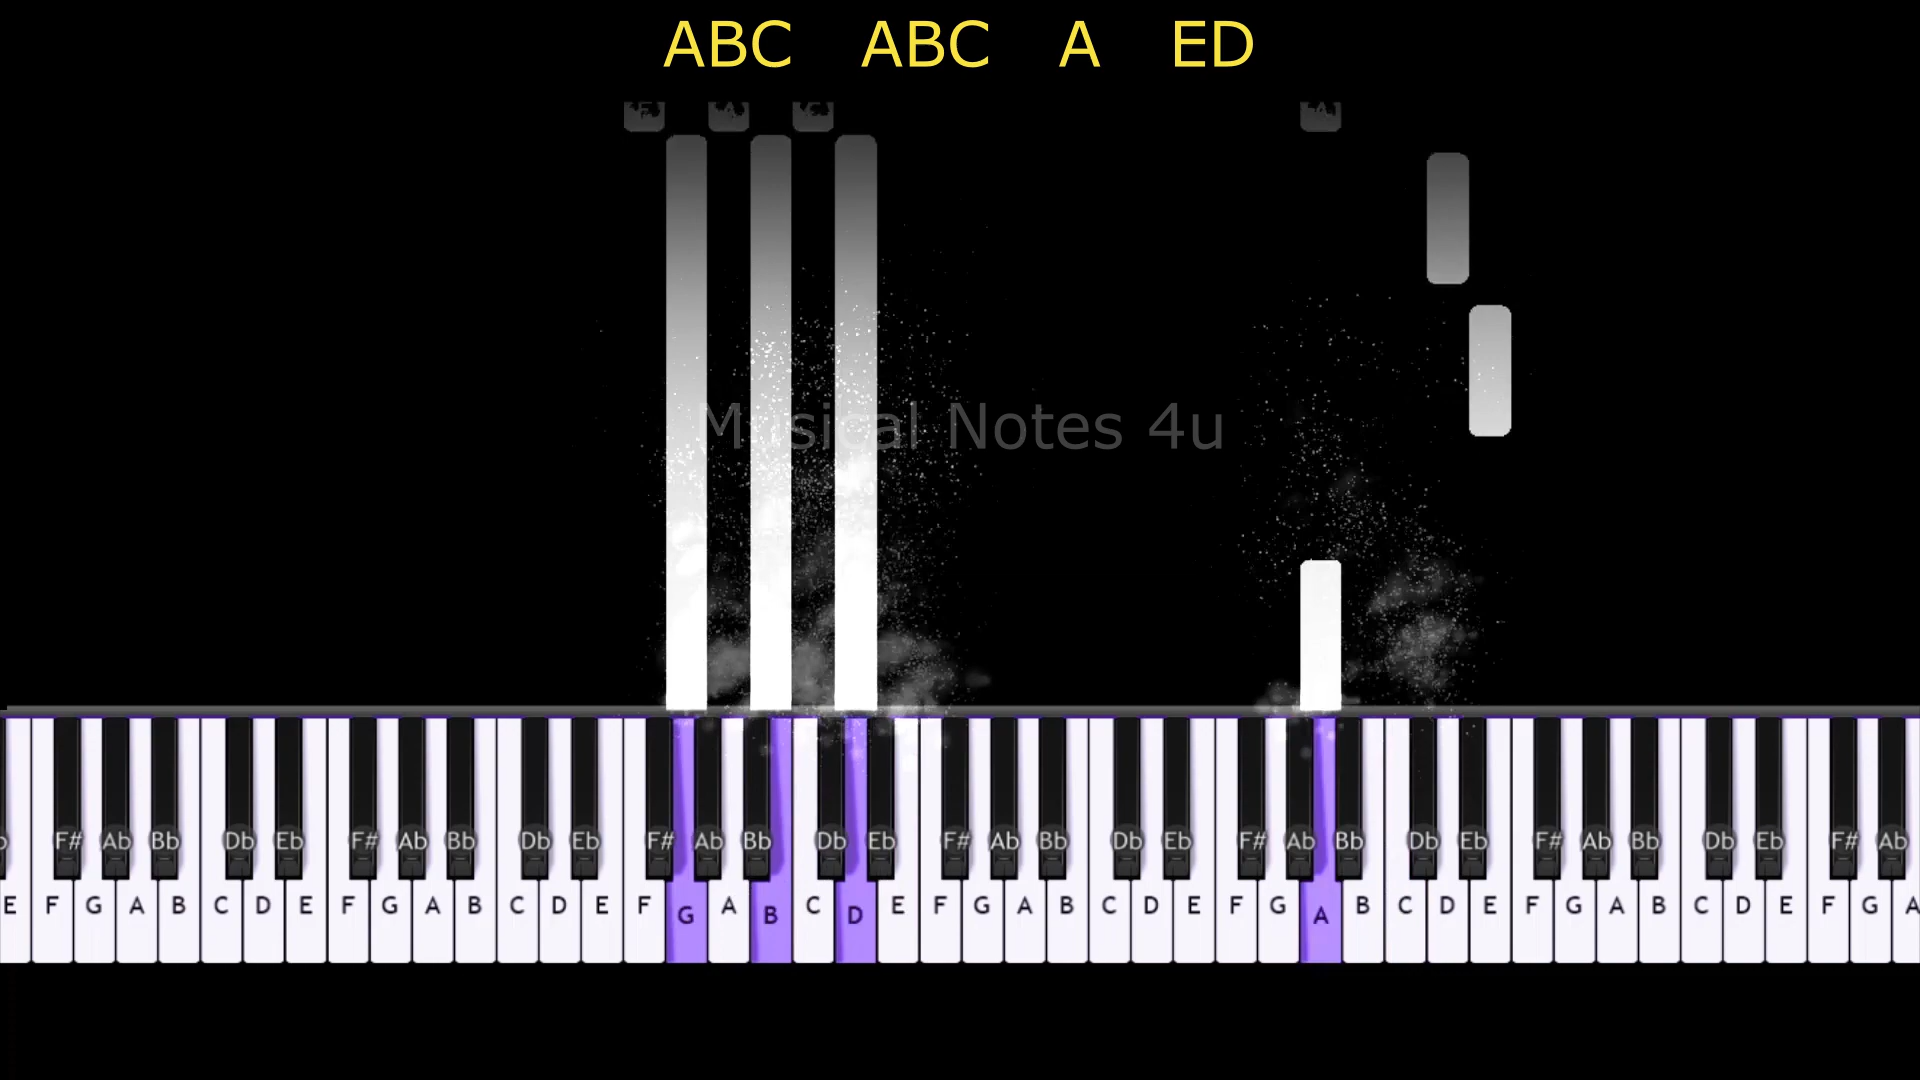 ABC ABC A ED
F A C A
Musical Notes 4u
F# Ab Bb Db Eb F# Ab Bb Db Eb F# Ab Bb Db Eb F# Ab Bb Db Eb F# Ab Bb Db Eb F# Ab Bb Db Eb F# Ab
E F G A B C D E F G A B C D E F G A B C D E F G A B C D E F G A B C D E F G A B C D E F G A